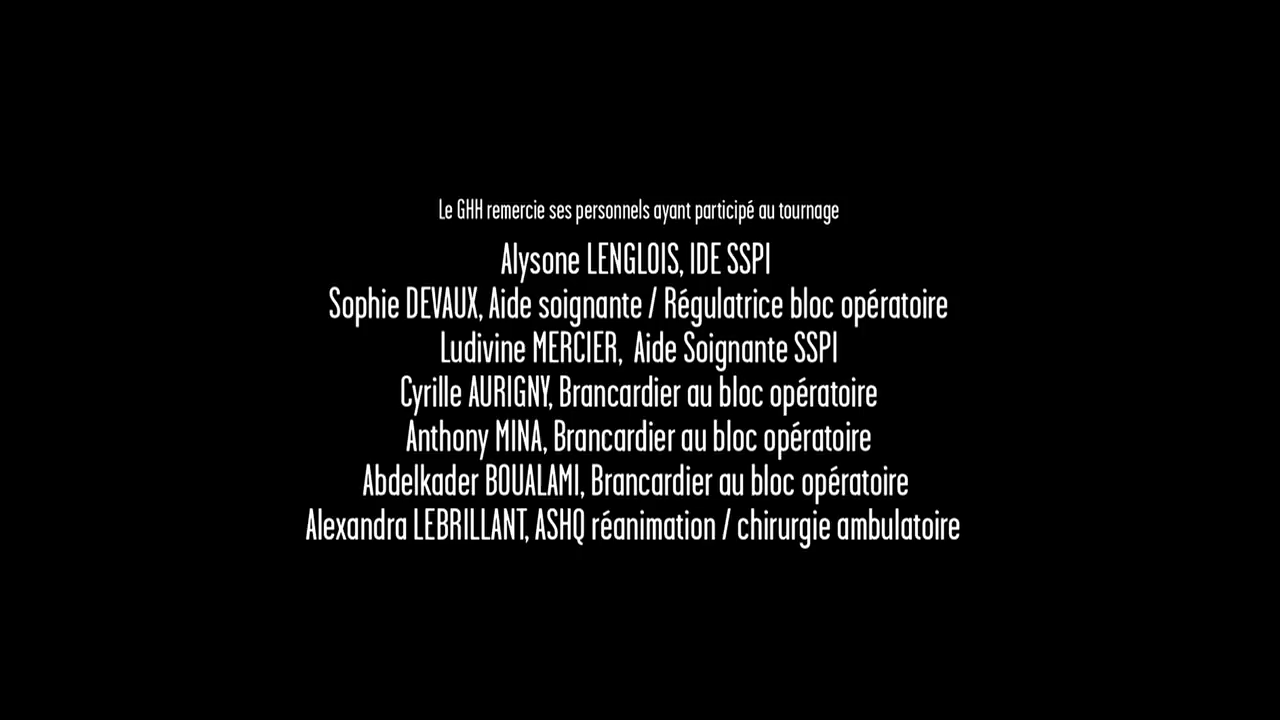 Le GHH remercie ses personnels ayant participé au tournage
Alysone LENGLOIS, IDE SSPI
Sophie DEVAUX, Aide soignante / Régulatrice bloc opératoire
Ludivine MERCIER, Aide Soignante SSPI
Cyrille AURIGNY, Brancardier au bloc opératoire
Anthony MINA, Brancardier au bloc opératoire
Abdelkader BOUALAMI, Brancardier au bloc opératoire
Alexandra LEBRILLANT, ASHQ réanimation / chirurgie ambulatoire